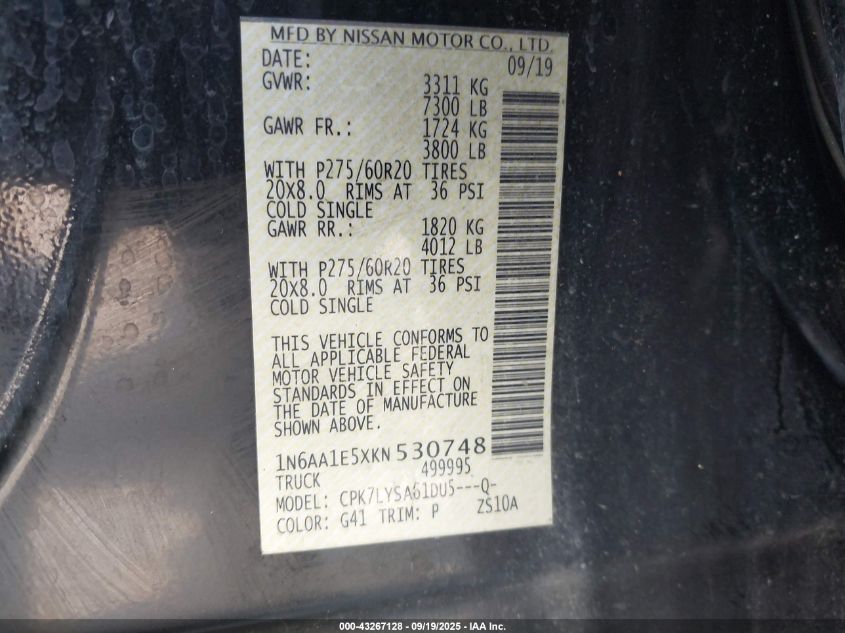 MFD BY NISSAN MOTOR CO., LTD.
DATE: 09/19
GVWR: 3311 KG
7300 LB
GAWR FR.: 1724 KG
3800 LB
WITH P275/60R20 TIRES
20X8.0 RIMS AT 36 PSI
COLD SINGLE
GAWR RR.: 1820 KG
4012 LB
WITH P275/60R20 TIRES
20X8.0 RIMS AT 36 PSI
COLD SINGLE
THIS VEHICLE CONFORMS TO
ALL APPLICABLE FEDERAL
MOTOR VEHICLE SAFETY
STANDARDS IN EFFECT ON
THE DATE OF MANUFACTURE
SHOWN ABOVE.
1N6AA1E5XKN530748
TRUCK 499995
MODEL: CPK7LYSA61DU5---Q-
COLOR: G41 TRIM: P ZS10A
000-43267128 - 09/19/2025 - IAA Inc.